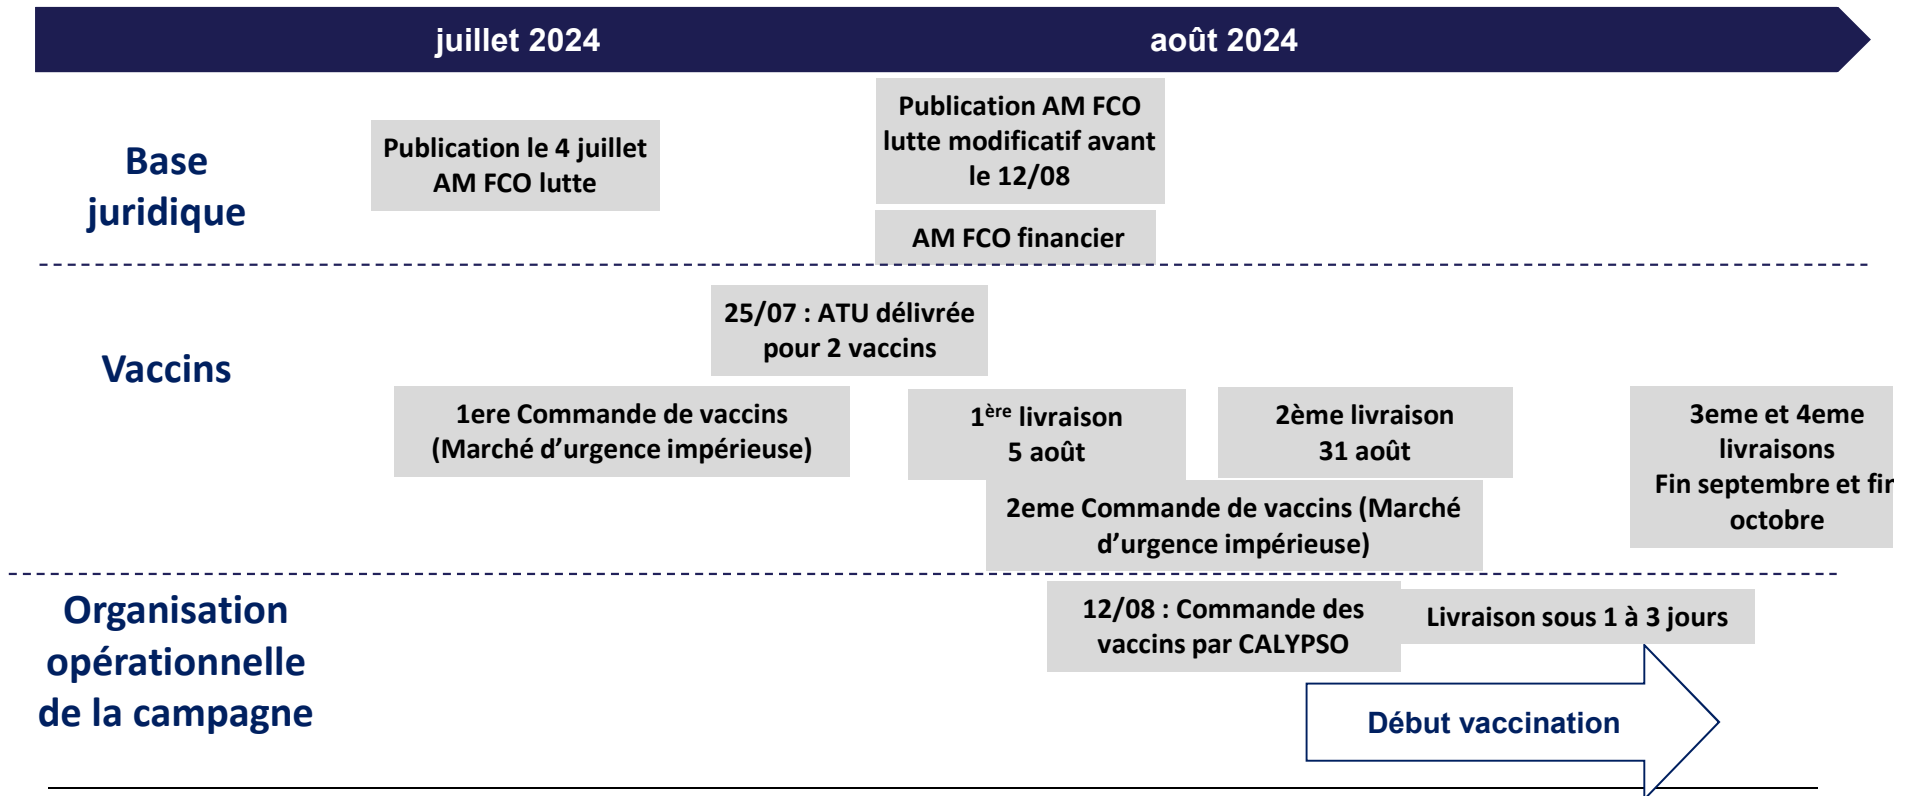 juillet 2024
août 2024
Base
juridique
Publication le 4 juillet
AM FCO lutte
Publication AM FCO
lutte modificatif avant
le 12/08
AM FCO financier
Vaccins
25/07 : ATU délivrée
pour 2 vaccins
1ere Commande de vaccins
(Marché d’urgence impérieuse)
1ère livraison
5 août
2ème livraison
31 août
3eme et 4eme
livraisons
Fin septembre et fin
octobre
2eme Commande de vaccins (Marché
d’urgence impérieuse)
Organisation
opérationnelle
de la campagne
12/08 : Commande des
vaccins par CALYPSO
Livraison sous 1 à 3 jours
Début vaccination